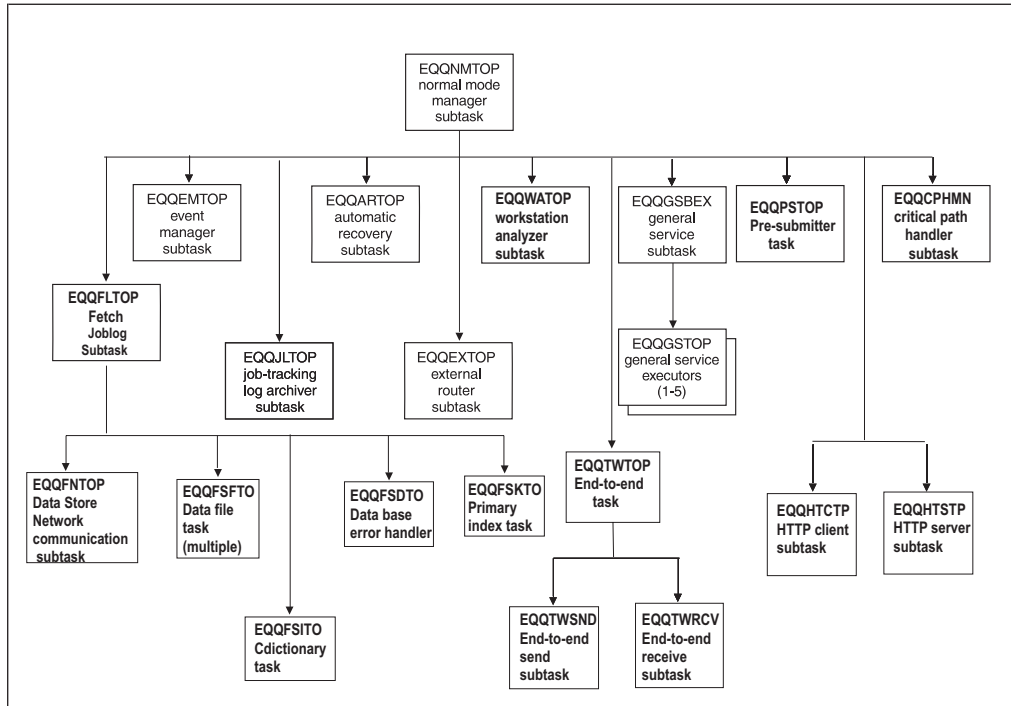 EQQNMTOP
normal mode
manager
subtask
EQQEMTOP
event
manager
subtask
EQQARTOP
automatic
recovery
subtask
EQQWATOP
workstation
analyzer
subtask
EQQGSBEX
general
service
subtask
EQQPSTOP
Pre-submitter
task
EQQCPHMN
critical path
handler
subtask
EQQFLTOP
Fetch
Joblog
Subtask
EQQJLTOP
job-tracking
log archiver
subtask
EQQEXTOP
external
router
subtask
EQQGSTOP
general service
executors
(1-5)
EQQFNTOP
Data Store
Network
communication
subtask
EQQFSFTO
Data file
task
(multiple)
EQQFSDTO
Data base
error handler
EQQFSKTO
Primary
index task
EQQTWTOP
End-to-end
task
EQQHTCTP
HTTP client
subtask
EQQHTSTP
HTTP server
subtask
EQQFSITO
Cdictionary
task
EQQTWSND
End-to-end
send
subtask
EQQTWRCV
End-to-end
receive
subtask